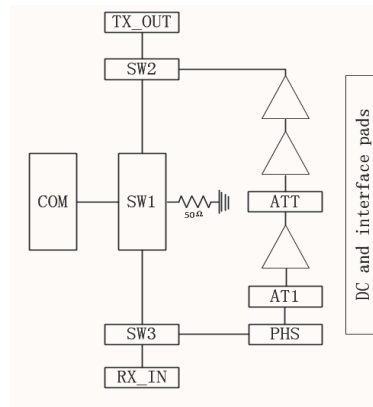 TX_OUT
SW2
COM
SW1
50Ω
ATT
AT1
SW3
PHS
RX_IN
DC and interface pads